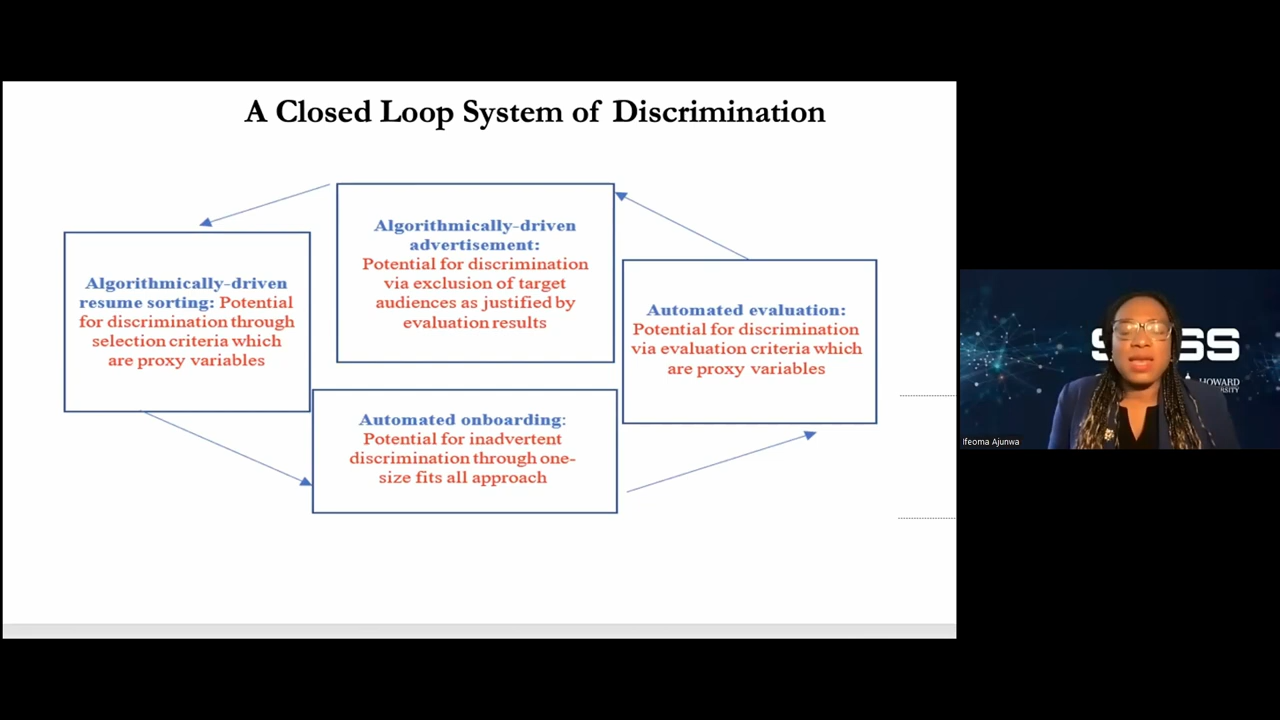 A Closed Loop System of Discrimination
Algorithmically-driven
advertisement:
Potential for discrimination
via exclusion of target
audiences as justified by
evaluation results
Algorithmically-driven
resume sorting: Potential
for discrimination through
selection criteria which
are proxy variables
Automated evaluation:
Potential for discrimination
via evaluation criteria which
are proxy variables
Automated onboarding:
Potential for inadvertent
discrimination through one-
size fits all approach
HOWARD
Ifeoma Ajunwa